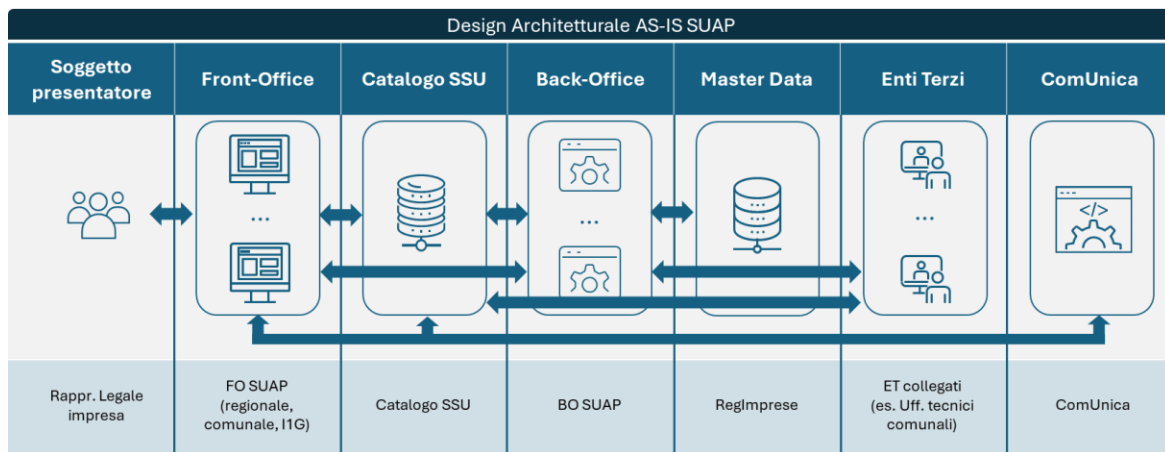 Design Architetturale AS-IS SUAP
Soggetto
presentatore
Front-Office
Catalogo SSU
Back-Office
Master Data
Enti Terzi
ComUnica
...
...
...
</>
Rappr. Legale
impresa
FO SUAP
(regionale,
comunale, I1G)
Catalogo SSU
BO SUAP
RegImprese
ET collegati
(es. Uff. tecnici
comunali)
ComUnica